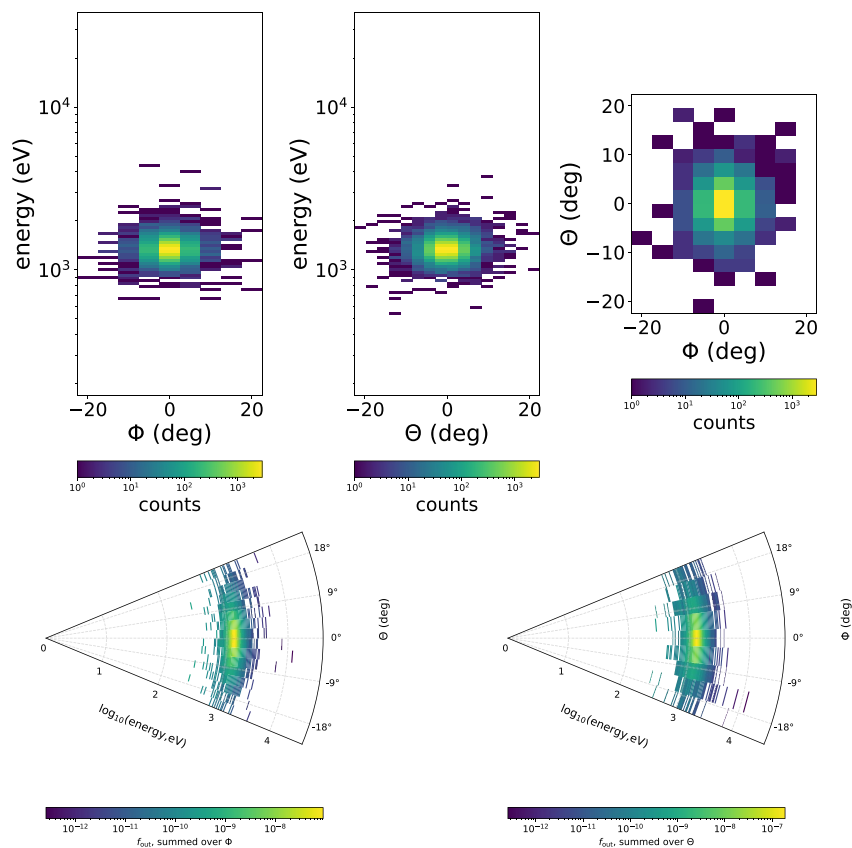 energy (eV)
10⁴
10³
−20 0 20
Φ (deg)
10⁰ 10¹ 10² 10³
counts
energy (eV)
10⁴
10³
−20 0 20
Θ (deg)
10⁰ 10¹ 10² 10³
counts
Θ (deg)
20
10
0
−10
−20
−20 0 20
Φ (deg)
10⁰ 10¹ 10² 10³
counts
18°
9°
0°
-9°
-18°
Θ (deg)
0 1 2 3 4
log₁₀(energy,eV)
10⁻¹² 10⁻¹¹ 10⁻¹⁰ 10⁻⁹ 10⁻⁸
f_out, summed over Φ
18°
9°
0°
-9°
-18°
Φ (deg)
0 1 2 3 4
log₁₀(energy,eV)
10⁻¹² 10⁻¹¹ 10⁻¹⁰ 10⁻⁹ 10⁻⁸ 10⁻⁷
f_out, summed over Θ